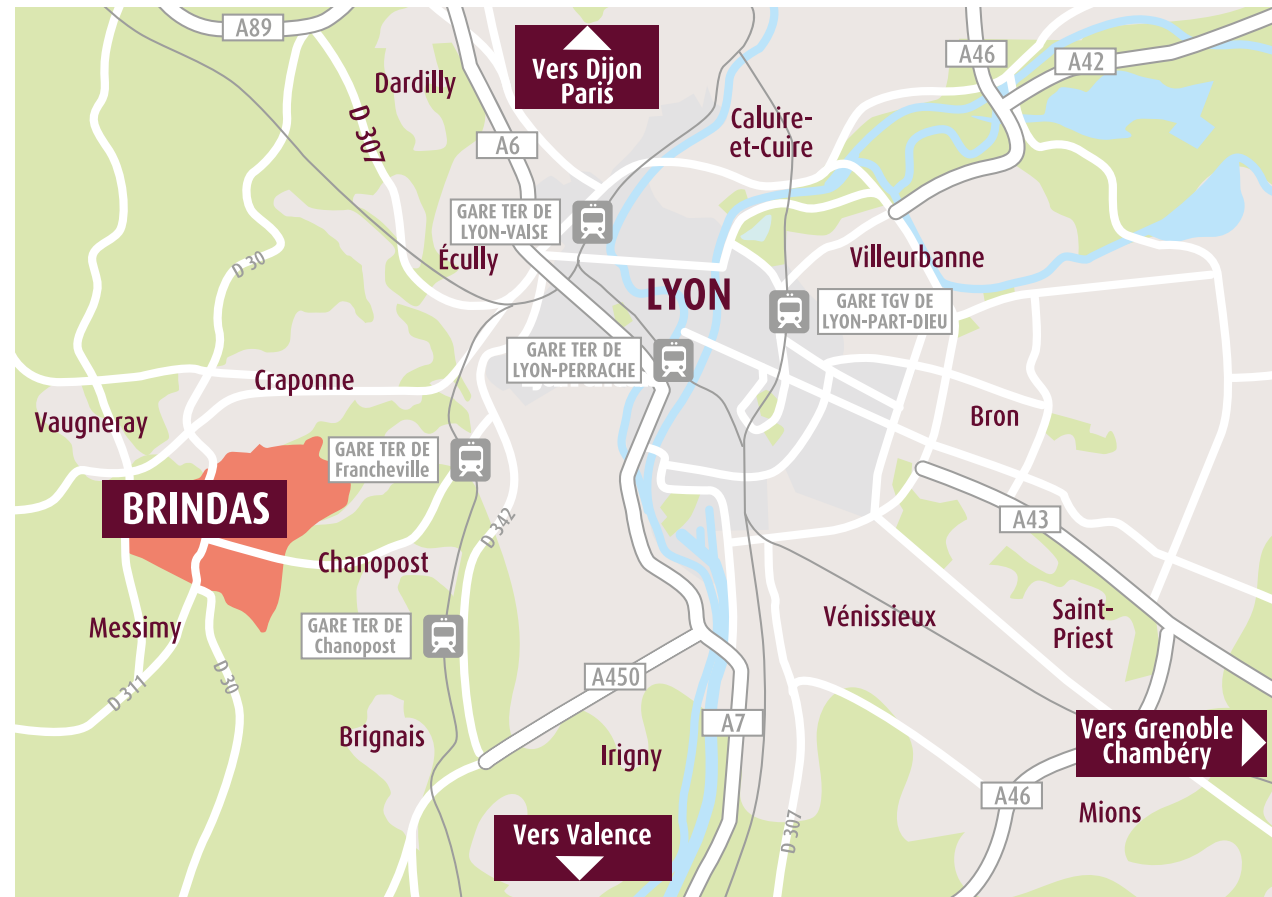 A89
Vers Dijon
Paris
A46
A42
Dardilly
D 307
Caluire-
et-Cuire
A6
GARE TER DE
LYON-VAISE
Écully
D 30
Villeurbanne
LYON
GARE TGV DE
LYON-PART-DIEU
GARE TER DE
LYON-PERRACHE
Craponne
Vaugneray
Bron
GARE TER DE
Francheville
BRINDAS
D 342
A43
Chanopost
Messimy
GARE TER DE
Chanopost
Vénissieux
Saint-
Priest
D 311
D 30
A450
A7
Brignais
Irigny
Vers Grenoble
Chambéry
A46
Mions
Vers Valence
D 307